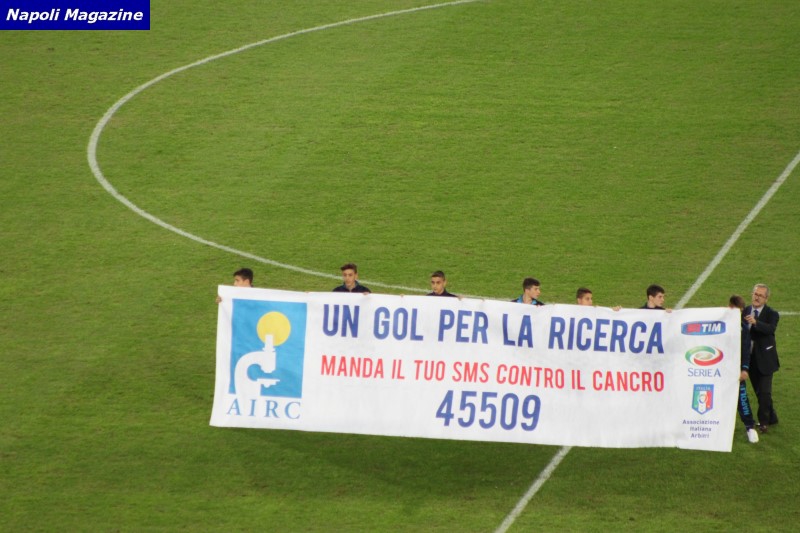 Napoli Magazine
UN GOL PER LA RICERCA
MANDA IL TUO SMS CONTRO IL CANCRO
45509
AIRC
TIM
SERIE A
Associazione
Italiana
Arbitri
NAPOLI